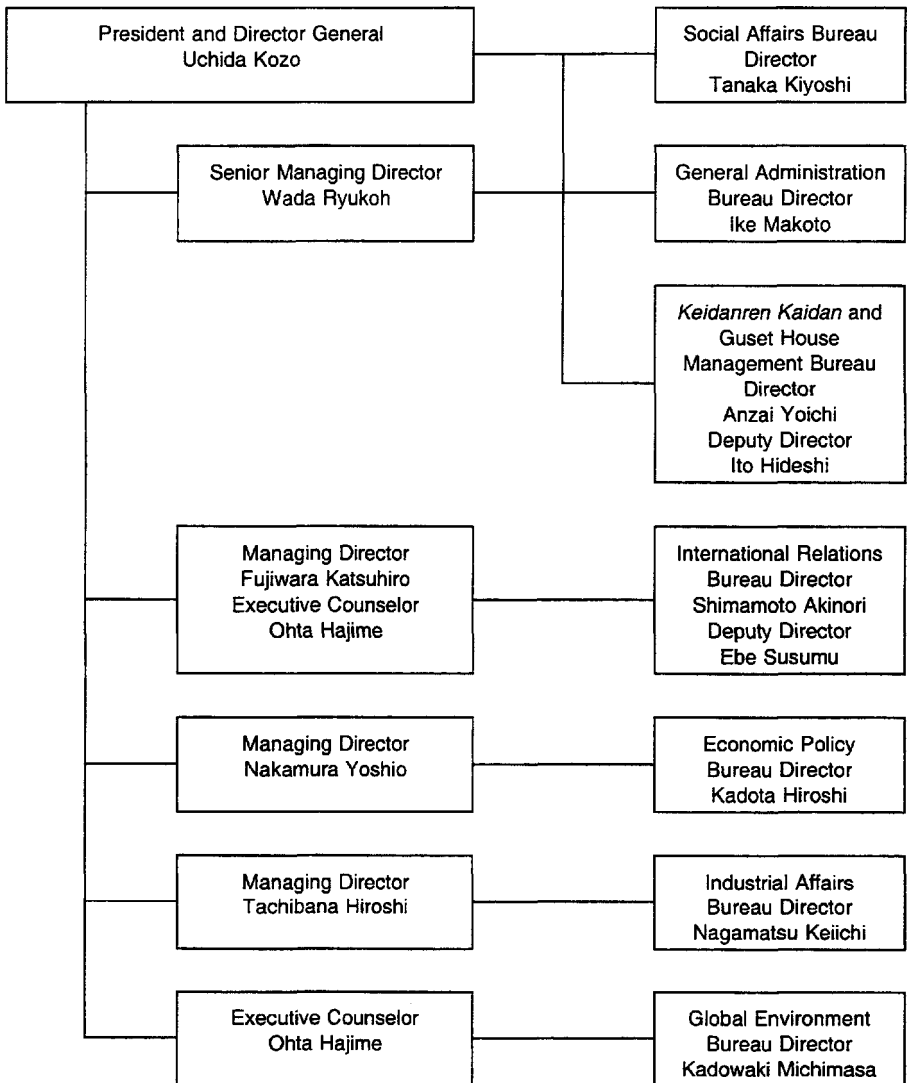 President and Director General
Uchida Kozo
Social Affairs Bureau
Director
Tanaka Kiyoshi
Senior Managing Director
Wada Ryukoh
General Administration
Bureau Director
Ike Makoto
Keidanren Kaidan and
Guset House
Management Bureau
Director
Anzai Yoichi
Deputy Director
Ito Hideshi
Managing Director
Fujiwara Katsuhiro
Executive Counselor
Ohta Hajime
International Relations
Bureau Director
Shimamoto Akinori
Deputy Director
Ebe Susumu
Managing Director
Nakamura Yoshio
Economic Policy
Bureau Director
Kadota Hiroshi
Managing Director
Tachibana Hiroshi
Industrial Affairs
Bureau Director
Nagamatsu Keiichi
Executive Counselor
Ohta Hajime
Global Environment
Bureau Director
Kadowaki Michimasa